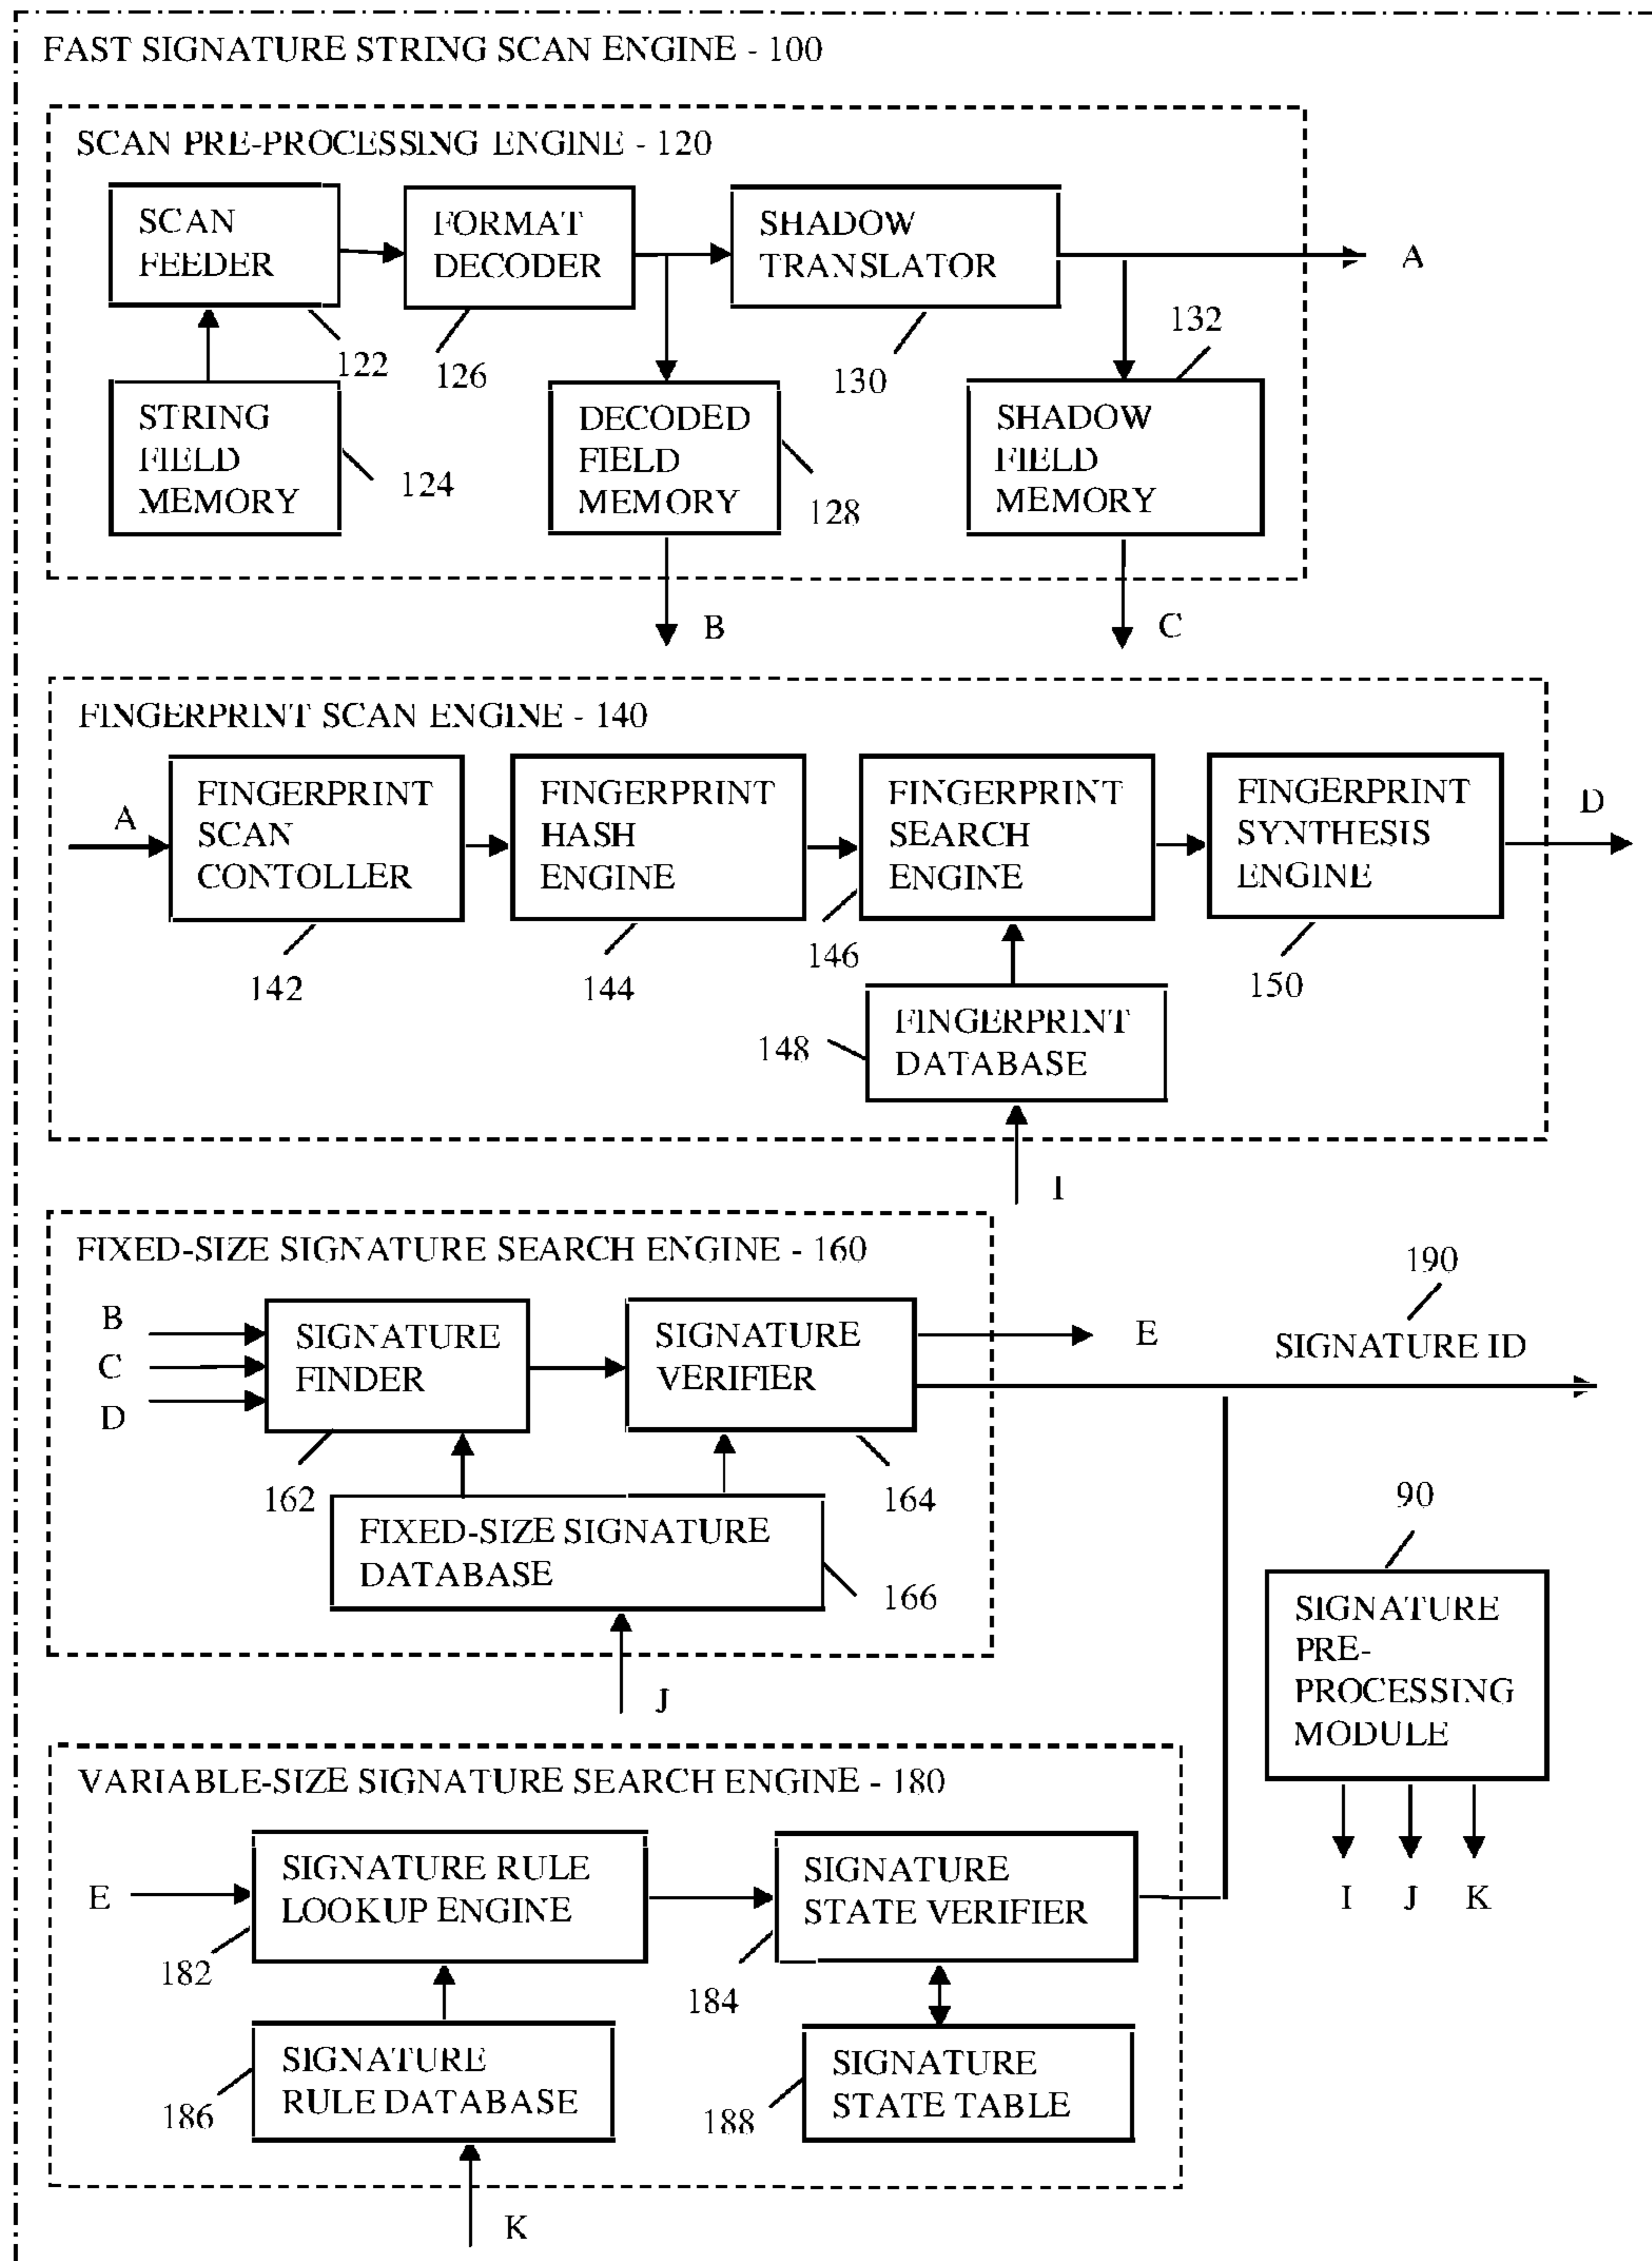 FAST SIGNATURE STRING SCAN ENGINE - 100
SCAN PRE-PROCESSING ENGINE - 120
SCAN
FEEDER
FORMAT
DECODER
SHADOW
TRANSLATOR
A
122
126
130
132
STRING
FIELD
MEMORY
124
DECODED
FIELD
MEMORY
128
SHADOW
FIELD
MEMORY
B
C
FINGERPRINT SCAN ENGINE - 140
A
FINGERPRINT
SCAN
CONTOLLER
FINGERPRINT
HASH
ENGINE
FINGERPRINT
SEARCH
ENGINE
FINGERPRINT
SYNTHESIS
ENGINE
D
142
144
146
150
148
FINGERPRINT
DATABASE
I
FIXED-SIZE SIGNATURE SEARCH ENGINE - 160
B
C
D
SIGNATURE
FINDER
SIGNATURE
VERIFIER
E
190
SIGNATURE ID
162
164
FIXED-SIZE SIGNATURE
DATABASE
166
J
90
SIGNATURE
PRE-
PROCESSING
MODULE
I
J
K
VARIABLE-SIZE SIGNATURE SEARCH ENGINE - 180
E
SIGNATURE RULE
LOOKUP ENGINE
SIGNATURE
STATE VERIFIER
182
184
SIGNATURE
RULE DATABASE
186
SIGNATURE
STATE TABLE
188
K